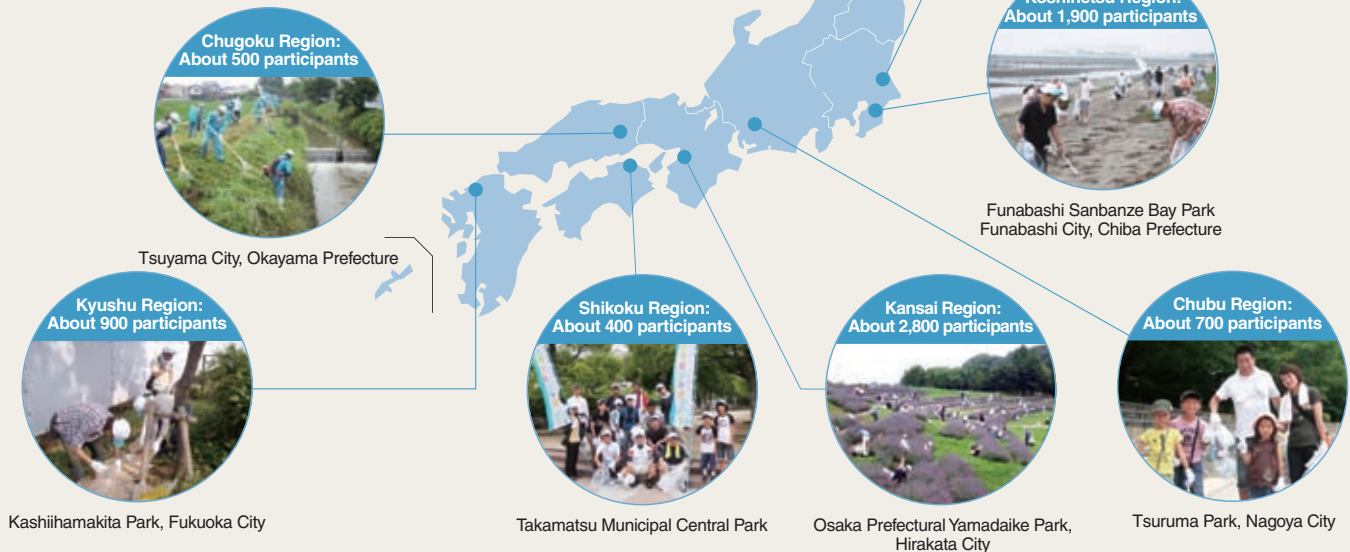 Chugoku Region:
About 500 participants
Tsuyama City, Okayama Prefecture
Koshinetsu Region:
About 1,900 participants
Funabashi Sanbanze Bay Park
Funabashi City, Chiba Prefecture
Kyushu Region:
About 900 participants
Kashiihamakita Park, Fukuoka City
Shikoku Region:
About 400 participants
Takamatsu Municipal Central Park
Kansai Region:
About 2,800 participants
Osaka Prefectural Yamadaike Park,
Hirakata City
Chubu Region:
About 700 participants
Tsuruma Park, Nagoya City